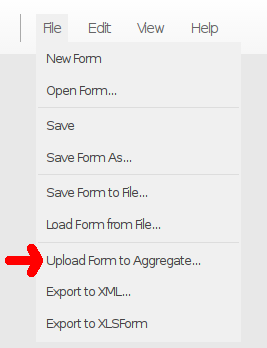 File Edit View Help
New Form
Open Form...
Save
Save Form As...
Save Form to File...
Load Form from File...
Upload Form to Aggregate...
Export to XML...
Export to XLSForm